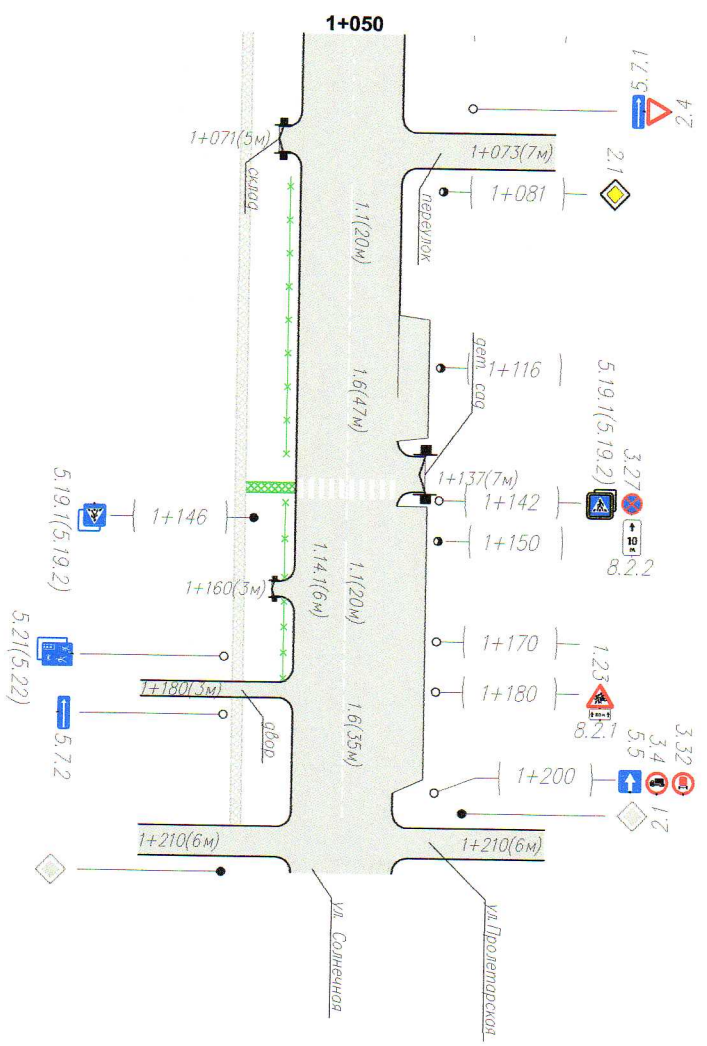 1+050
5.7.1
2.4
1+071(5м)
1+073(7м)
склад
переулок
2.1
1+081
1.1(20м)
1+116
дет. сад
1.6(47м)
1+137(7м)
5.19.1(5.19.2)
3.27
1+142
10
м
8.2.2
5.19.1(5.19.2)
1+146
1+150
1.14.1(6м)
1.1(20м)
1+160(3м)
1+170
5.21(5.22)
1.23
1+180
8.2.1
1+180(3м)
двор
5.7.2
1.6(35м)
1+200
5.5
3.4
3.32
2.1
1+210(6м)
1+210(6м)
ул. Солнечная
ул. Пролетарская